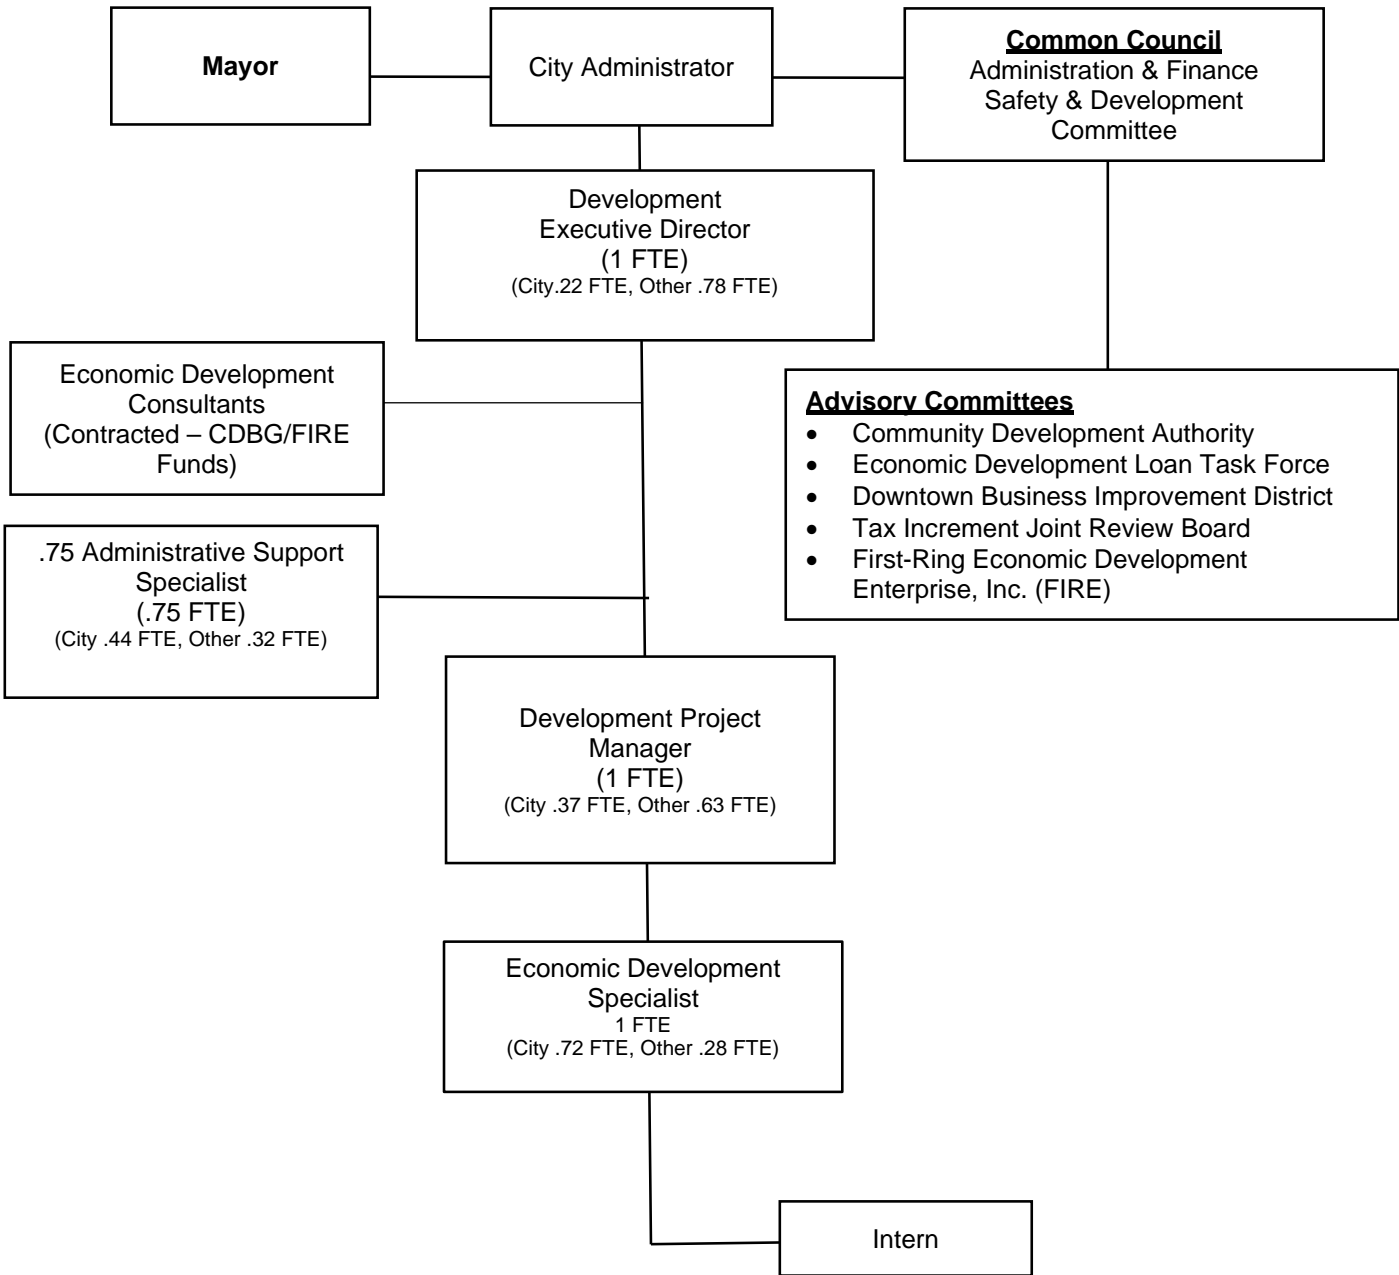 Mayor
City Administrator
Common Council
Administration & Finance
Safety & Development
Committee
Development
Executive Director
(1 FTE)
(City.22 FTE, Other .78 FTE)
Economic Development
Consultants
(Contracted – CDBG/FIRE
Funds)
Advisory Committees
• Community Development Authority
• Economic Development Loan Task Force
• Downtown Business Improvement District
• Tax Increment Joint Review Board
• First-Ring Economic Development
Enterprise, Inc. (FIRE)
.75 Administrative Support
Specialist
(.75 FTE)
(City .44 FTE, Other .32 FTE)
Development Project
Manager
(1 FTE)
(City .37 FTE, Other .63 FTE)
Economic Development
Specialist
1 FTE
(City .72 FTE, Other .28 FTE)
Intern